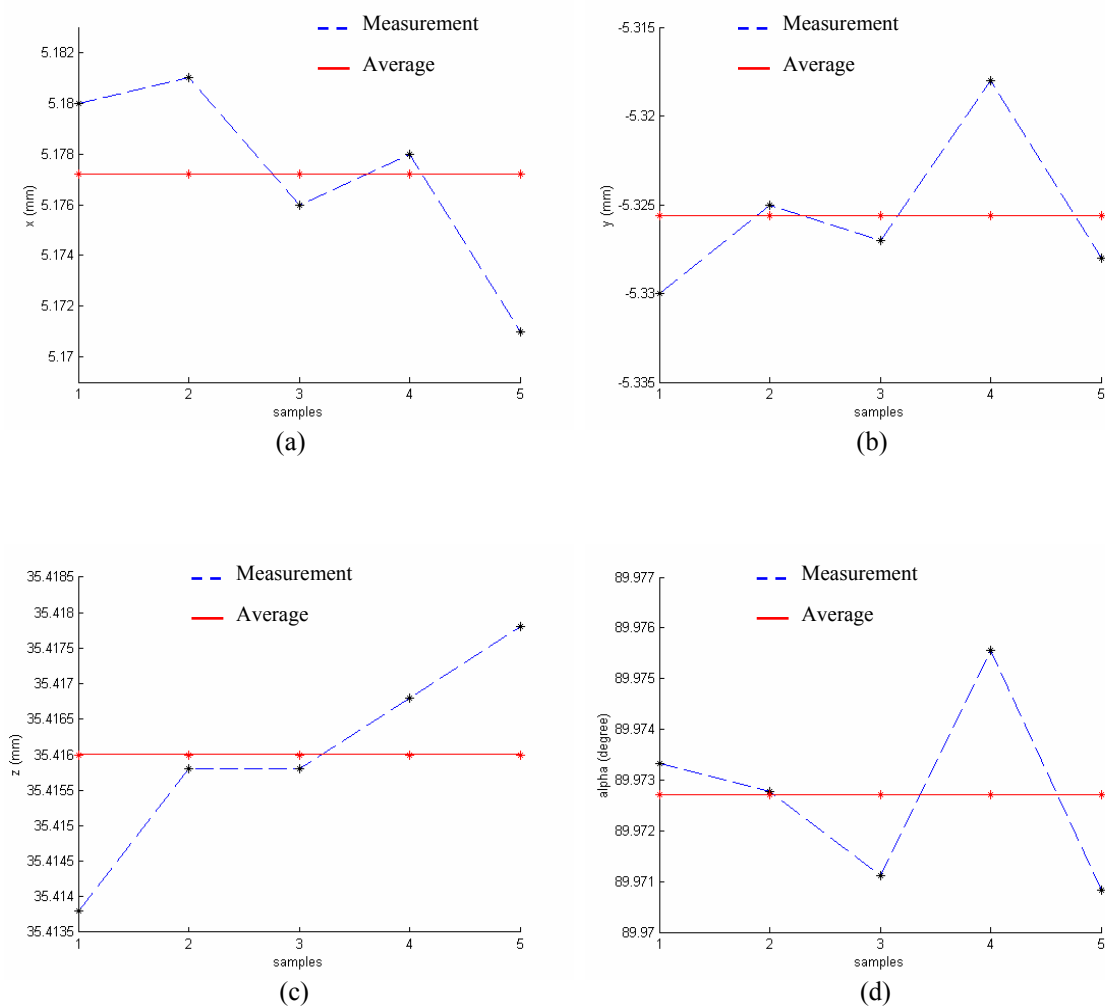 Measurement
Average
5.182
5.18
5.178
5.176
5.174
5.172
5.17
x (mm)
1 2 3 4 5
samples
(a)
Measurement
Average
-5.315
-5.32
-5.325
-5.33
-5.335
y (mm)
1 2 3 4 5
samples
(b)
Measurement
Average
35.4185
35.418
35.4175
35.417
35.4165
35.416
35.4155
35.415
35.4145
35.414
35.4135
z (mm)
1 2 3 4 5
samples
(c)
Measurement
Average
89.977
89.976
89.975
89.974
89.973
89.972
89.971
89.97
alpha (degree)
1 2 3 4 5
samples
(d)